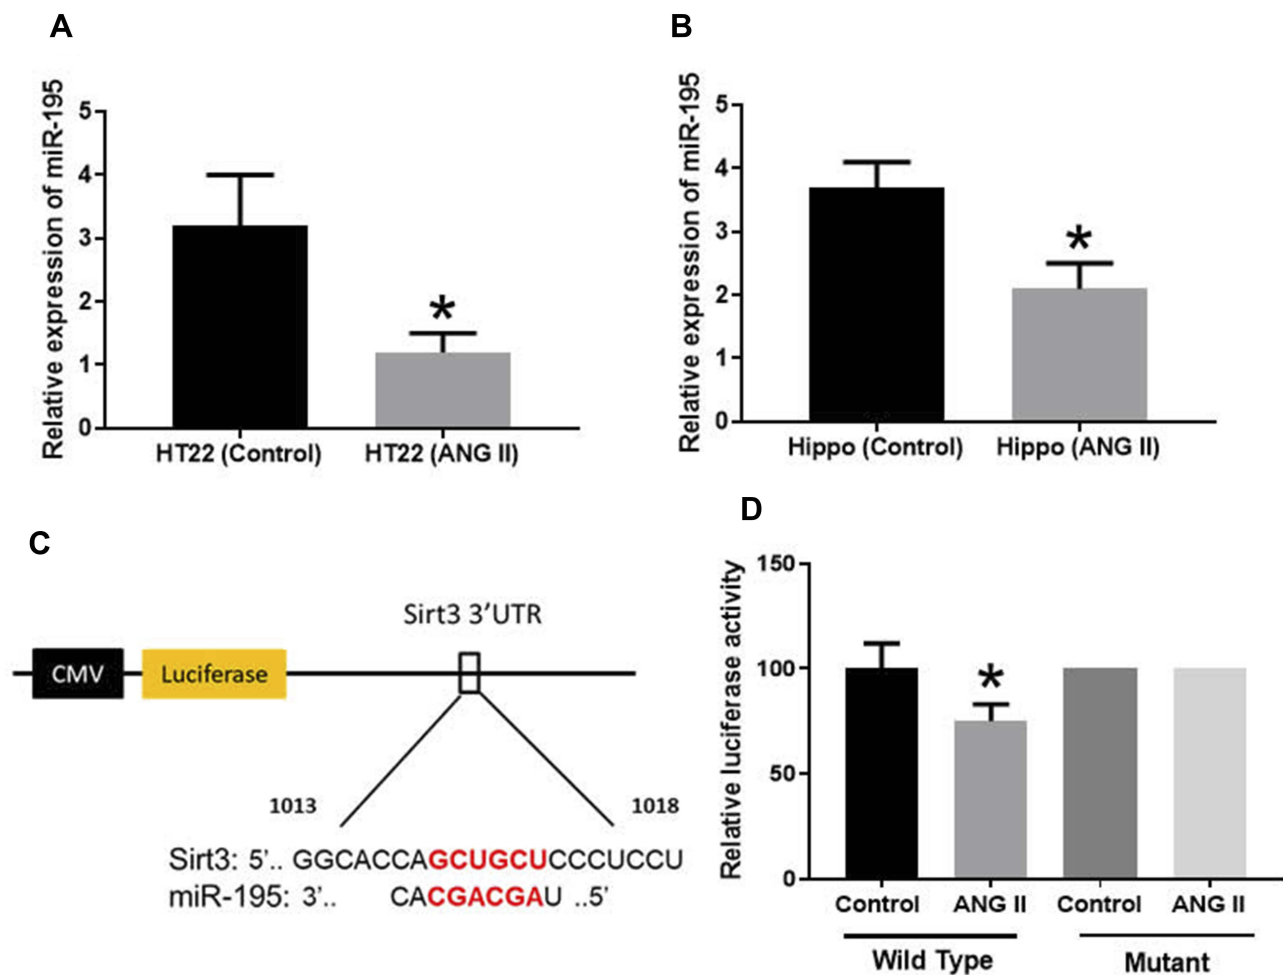 A
Relative expression of miR-195
5
4
3
2
1
0
*
HT22 (Control) HT22 (ANG II)
B
Relative expression of miR-195
5
4
3
2
1
0
*
Hippo (Control) Hippo (ANG II)
C
Sirt3 3’UTR
CMV Luciferase
1013 1018
Sirt3: 5’.. GGCACCAGCUGCUCCCUCCU
miR-195: 3’.. CACGACGAU ..5’
D
Relative luciferase activity
150
100
50
0
*
Control ANG II Control ANG II
Wild Type Mutant